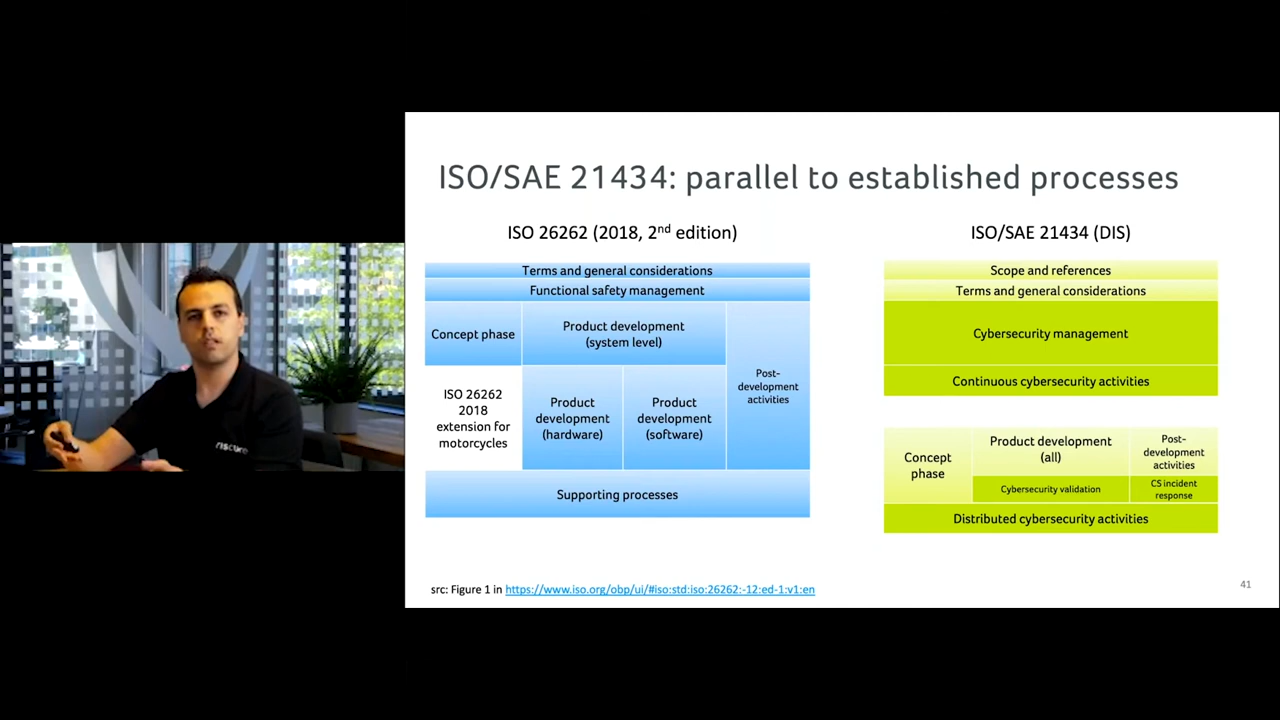 ISO/SAE 21434: parallel to established processes
ISO 26262 (2018, 2nd edition)
Terms and general considerations
Functional safety management
Concept phase
Product development
(system level)
Post-
development
activities
ISO 26262
2018
extension for
motorcycles
Product
development
(hardware)
Product
development
(software)
Supporting processes
ISO/SAE 21434 (DIS)
Scope and references
Terms and general considerations
Cybersecurity management
Continuous cybersecurity activities
Concept
phase
Product development
(all)
Post-
development
activities
Cybersecurity validation
CS incident
response
Distributed cybersecurity activities
src: Figure 1 in https://www.iso.org/obp/ui/#iso:std:iso:26262:-12:ed-1:v1:en
41
riscure